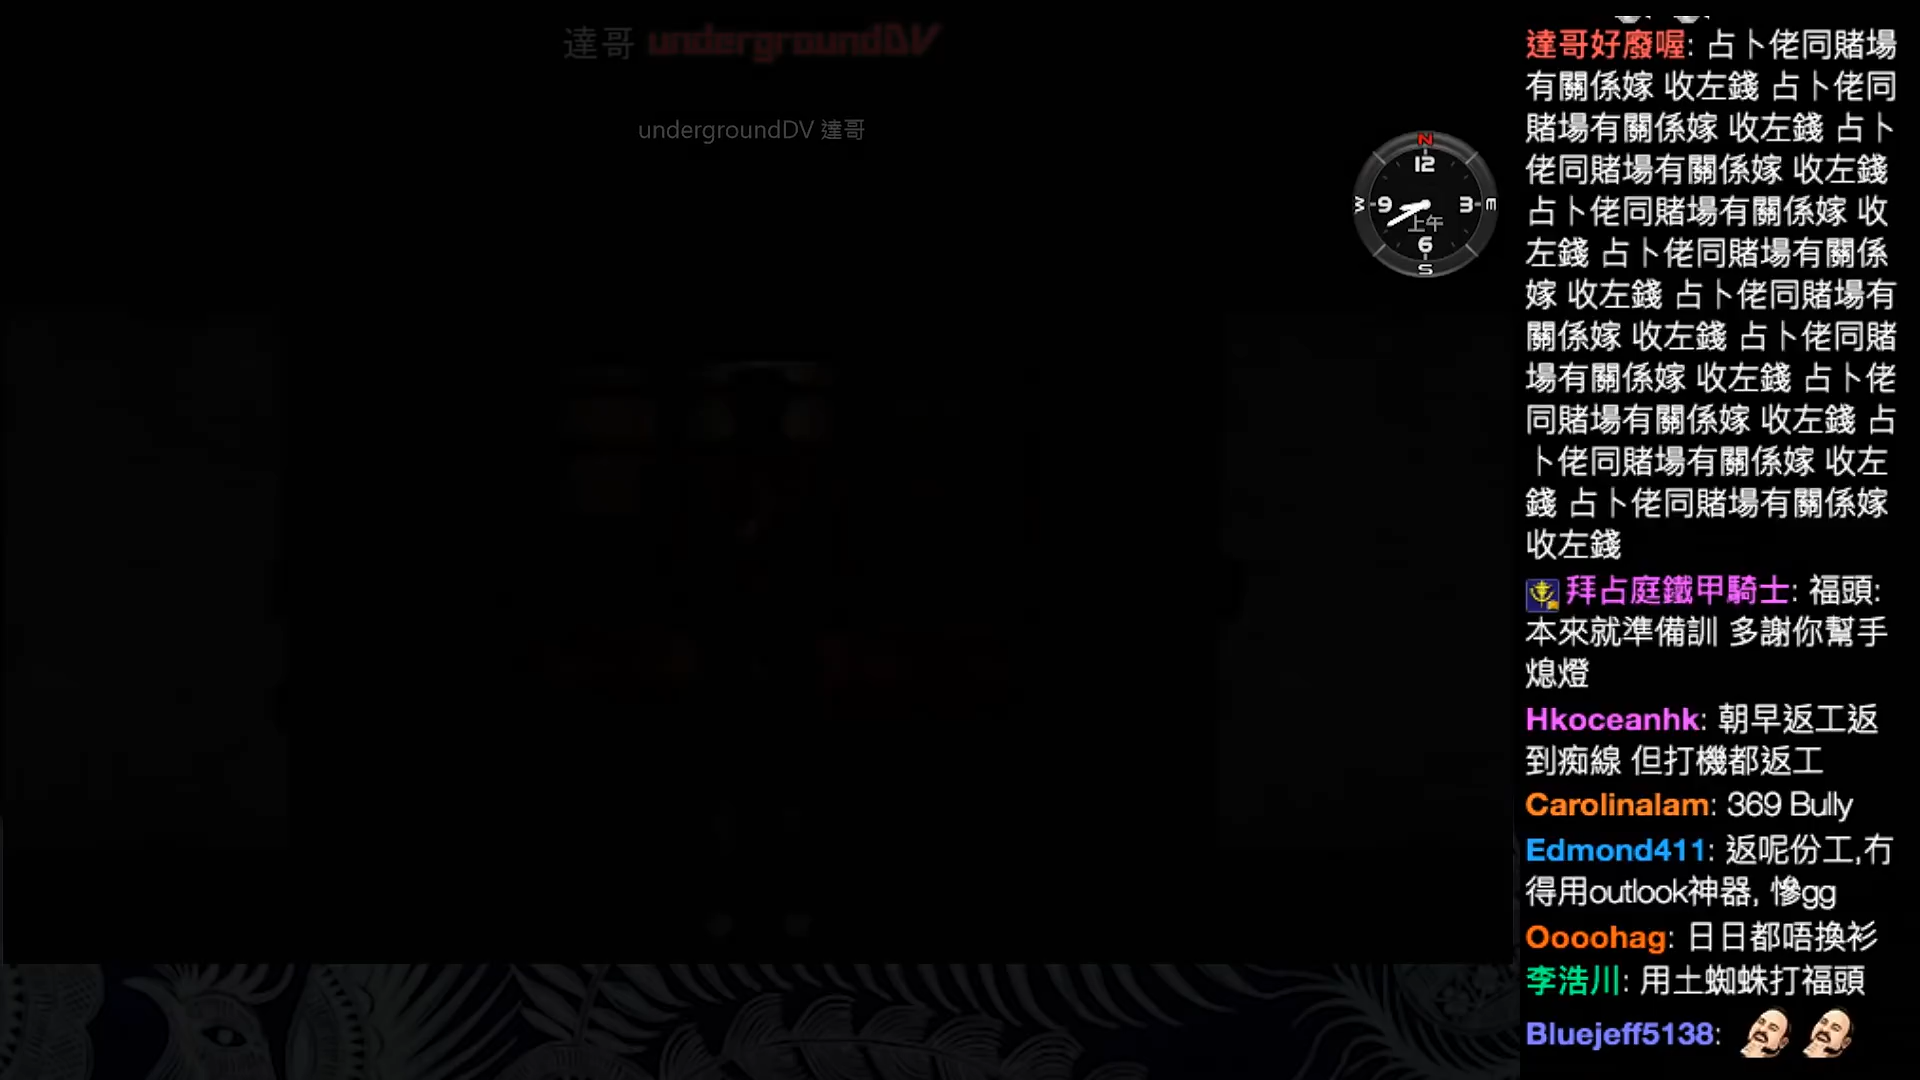 達哥 undergroundDV
undergroundDV 達哥
N
12
W 9 3 E
上午
6
S
達哥好廢喔: 占卜佬同賭場
有關係嫁 收左錢 占卜佬同
賭場有關係嫁 收左錢 占卜
佬同賭場有關係嫁 收左錢
占卜佬同賭場有關係嫁 收
左錢 占卜佬同賭場有關係
嫁 收左錢 占卜佬同賭場有
關係嫁 收左錢 占卜佬同賭
場有關係嫁 收左錢 占卜佬
同賭場有關係嫁 收左錢 占
卜佬同賭場有關係嫁 收左
錢 占卜佬同賭場有關係嫁
收左錢
拜占庭鐵甲騎士: 福頭:
本來就準備訓 多謝你幫手
熄燈
Hkoceanhk: 朝早返工返
到痴線 但打機都返工
Carolinalam: 369 Bully
Edmond411: 返呢份工,冇
得用outlook神器, 慘gg
Oooohag: 日日都唔換衫
李浩川: 用土蜘蛛打福頭
Bluejeff5138: